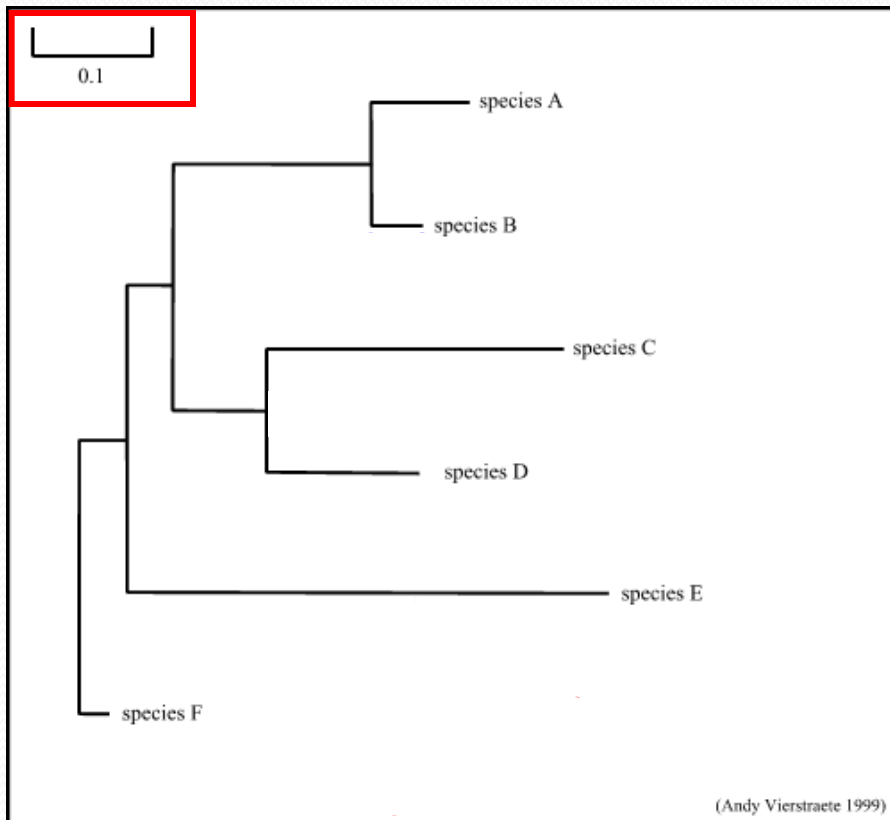 0.1
species A
species B
species C
species D
species E
species F
(Andy Vierstraete 1999)